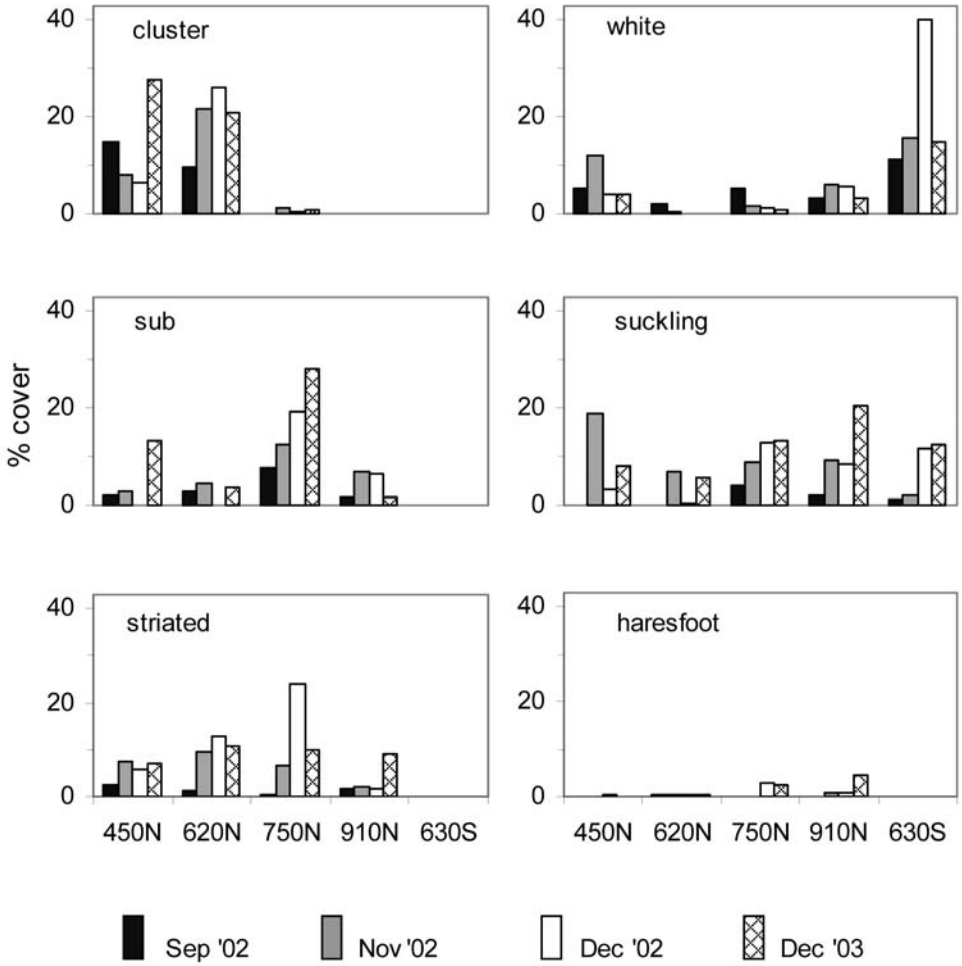 40
cluster
20
0
40
white
20
0
% cover
40
sub
20
0
40
suckling
20
0
40
striated
20
0
450N 620N 750N 910N 630S
40
haresfoot
20
0
450N 620N 750N 910N 630S
Sep '02 Nov '02 Dec '02 Dec '03